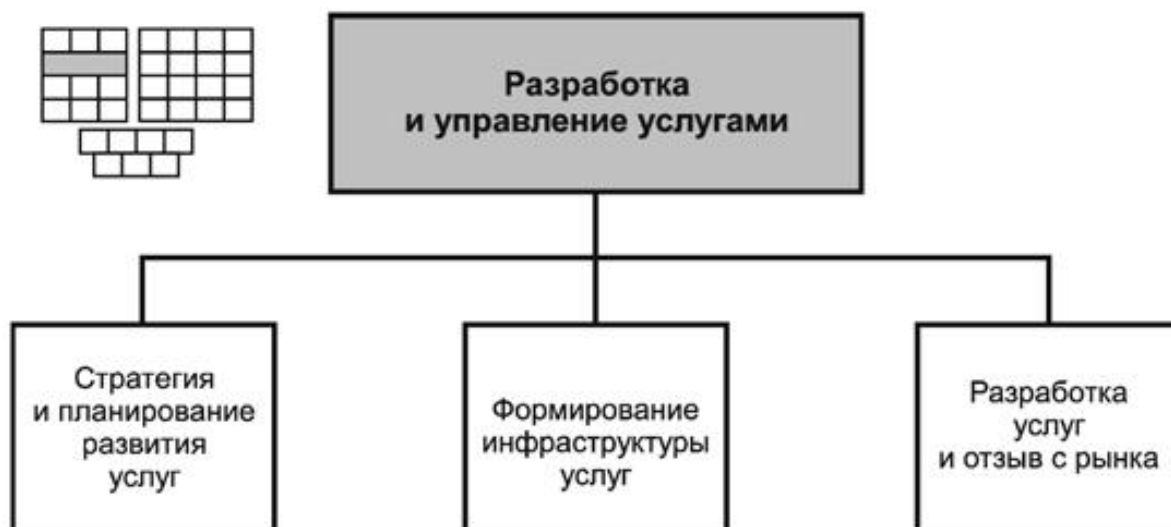 Разработка
и управление услугами
Стратегия
и планирование
развития
услуг
Формирование
инфраструктуры
услуг
Разработка
услуг
и отзыв с рынка